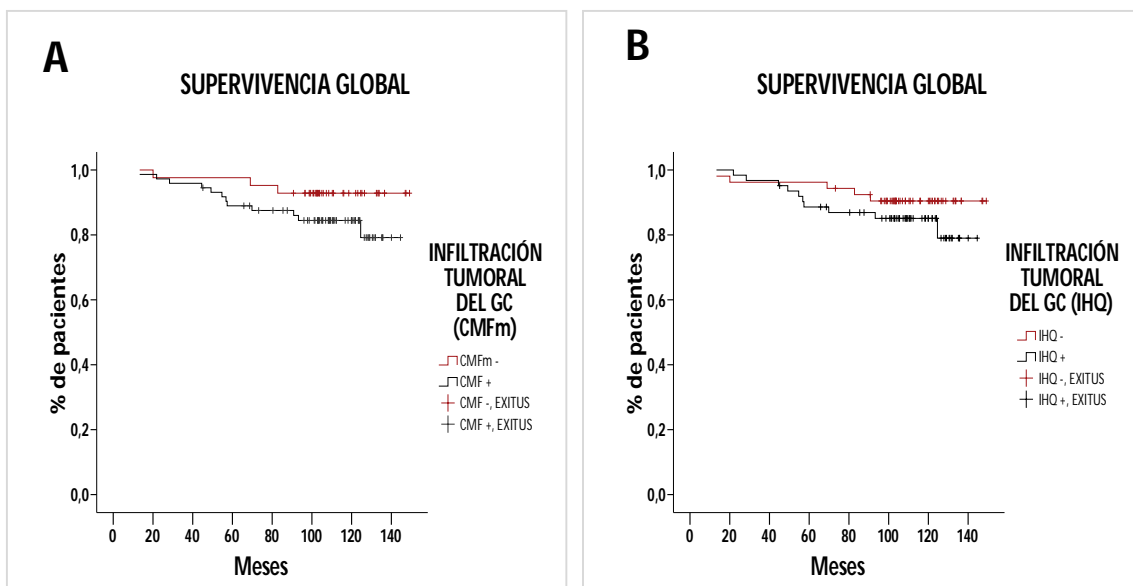 A
SUPERVIVENCIA GLOBAL
1,0
0,8
0,6
0,4
0,2
0,0
% de pacientes
0 20 40 60 80 100 120 140
Meses
INFILTRACIÓN
TUMORAL
DEL GC
(CMFm)
CMFm -
CMF +
CMF -, EXITUS
CMF +, EXITUS
B
SUPERVIVENCIA GLOBAL
1,0
0,8
0,6
0,4
0,2
0,0
% de pacientes
0 20 40 60 80 100 120 140
Meses
INFILTRACIÓN
TUMORAL
DEL GC (IHQ)
IHQ -
IHQ +
IHQ -, EXITUS
IHQ +, EXITUS